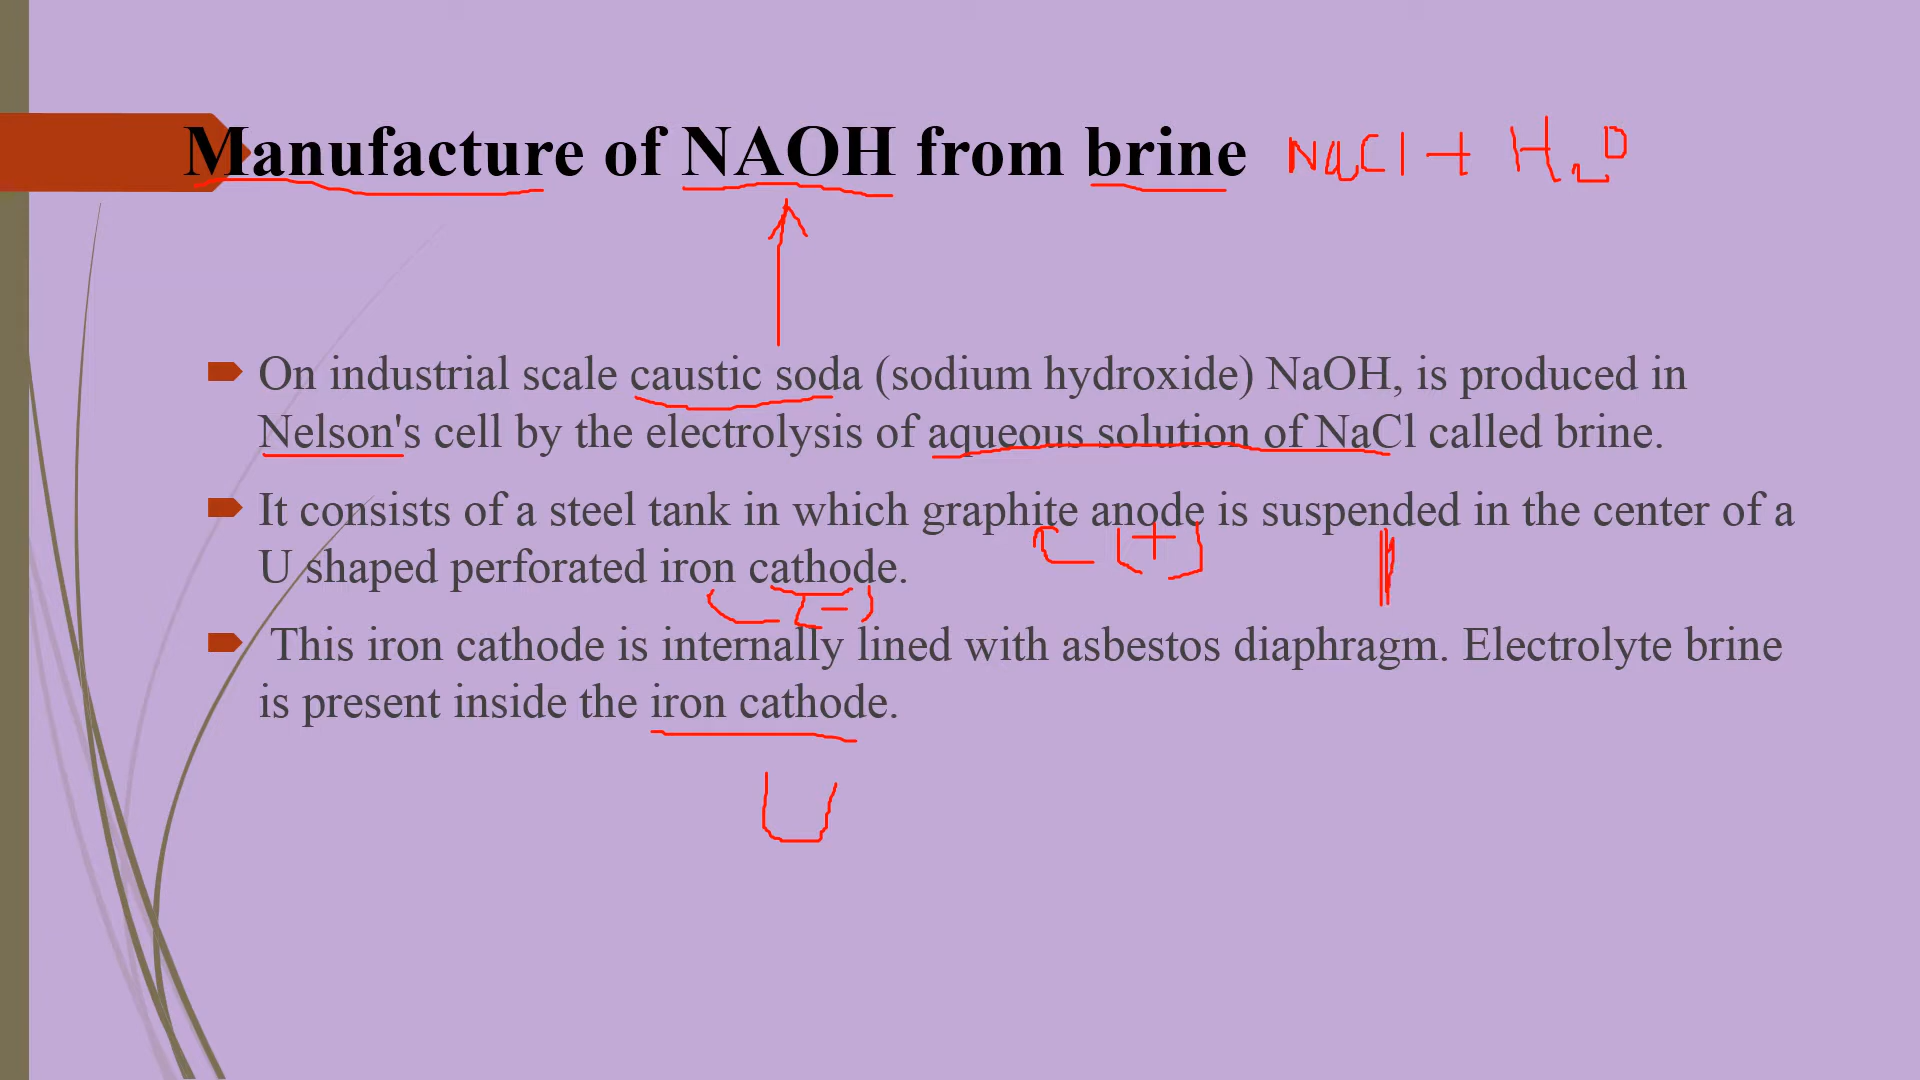 Manufacture of NAOH from brine NaCl + H₂O
On industrial scale caustic soda (sodium hydroxide) NaOH, is produced in
Nelson's cell by the electrolysis of aqueous solution of NaCl called brine.
It consists of a steel tank in which graphite anode is suspended in the center of a
(+)
U shaped perforated iron cathode.
(-)
This iron cathode is internally lined with asbestos diaphragm. Electrolyte brine
is present inside the iron cathode.